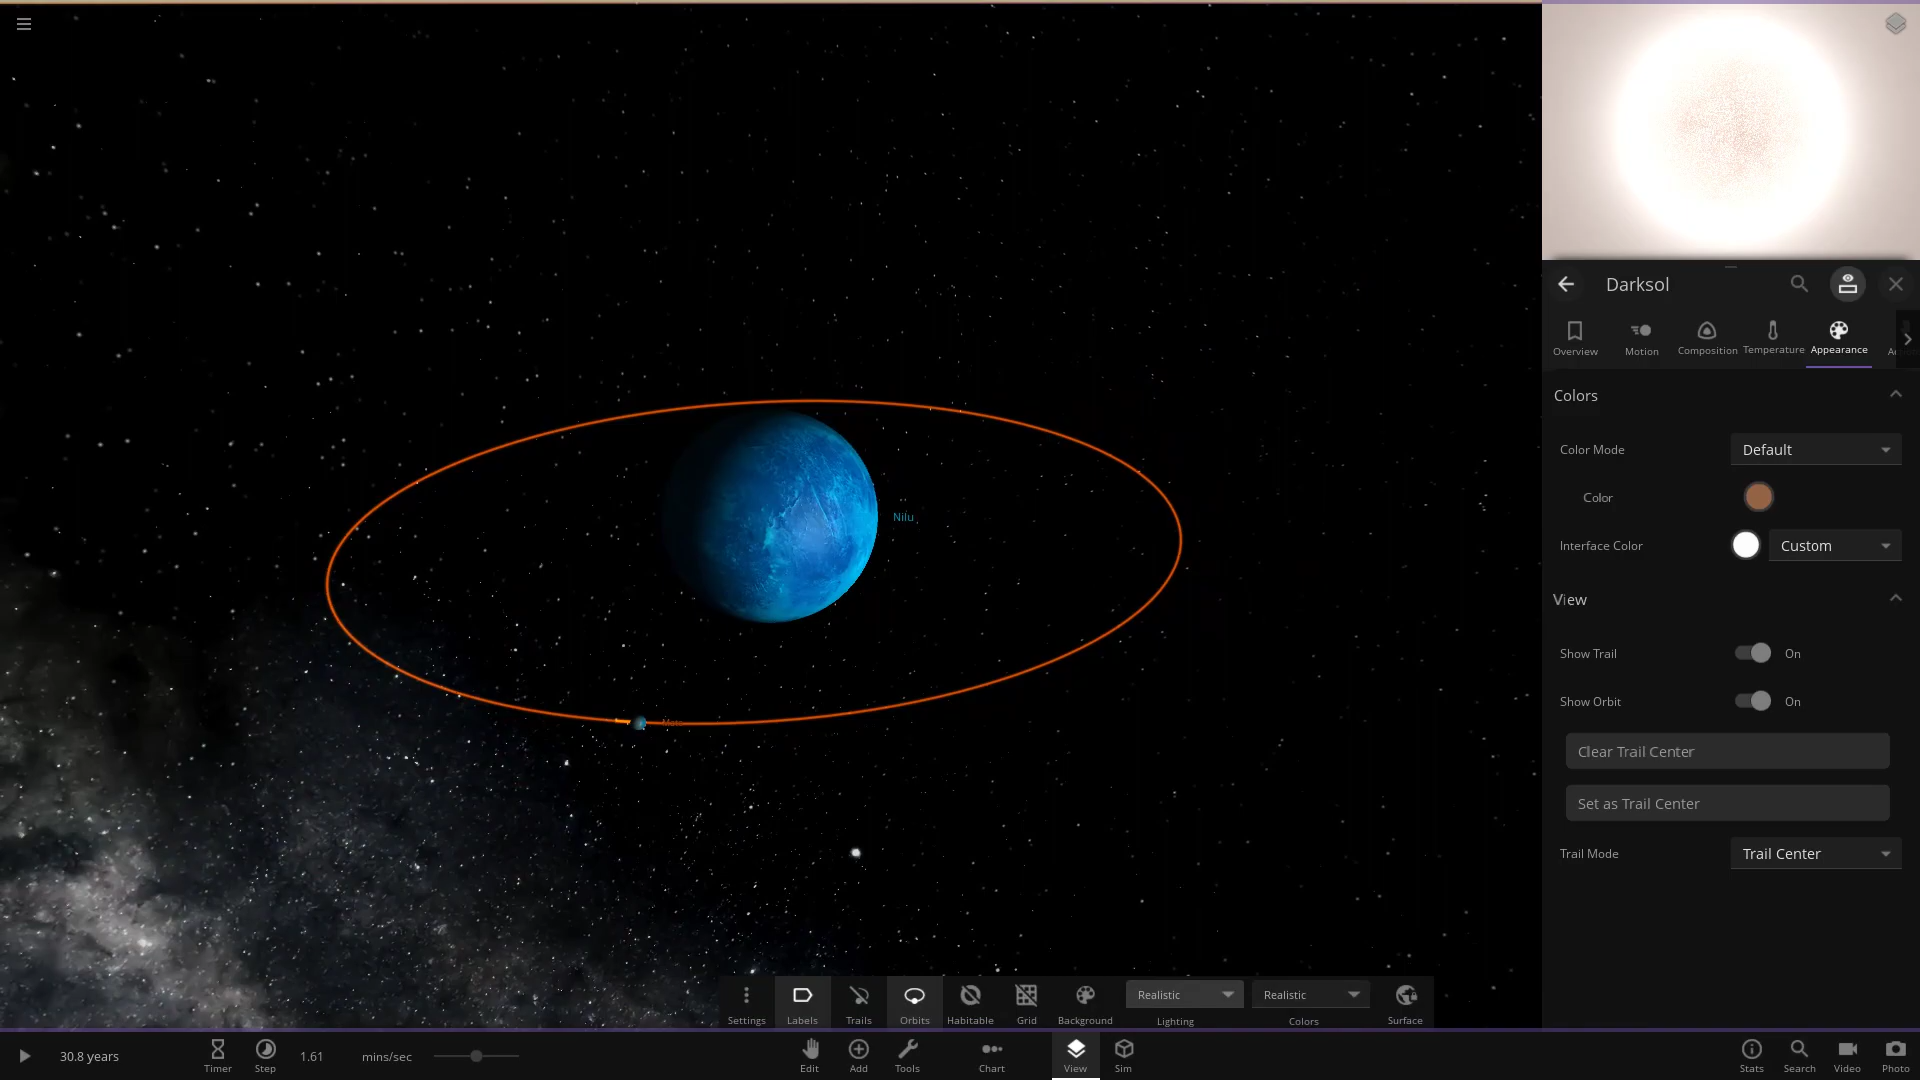 Nilu
Darksol
Overview
Motion
Composition
Temperature
Appearance
Colors
Color Mode
Default
Color
Interface Color
Custom
View
Show Trail
On
Show Orbit
On
Clear Trail Center
Set as Trail Center
Trail Mode
Trail Center
Settings
Labels
Trails
Orbits
Habitable
Grid
Background
Realistic
Lighting
Realistic
Colors
Surface
30.8 years
Timer
Step
1.61
mins/sec
Edit
Add
Tools
Chart
View
Sim
Stats
Search
Video
Photo